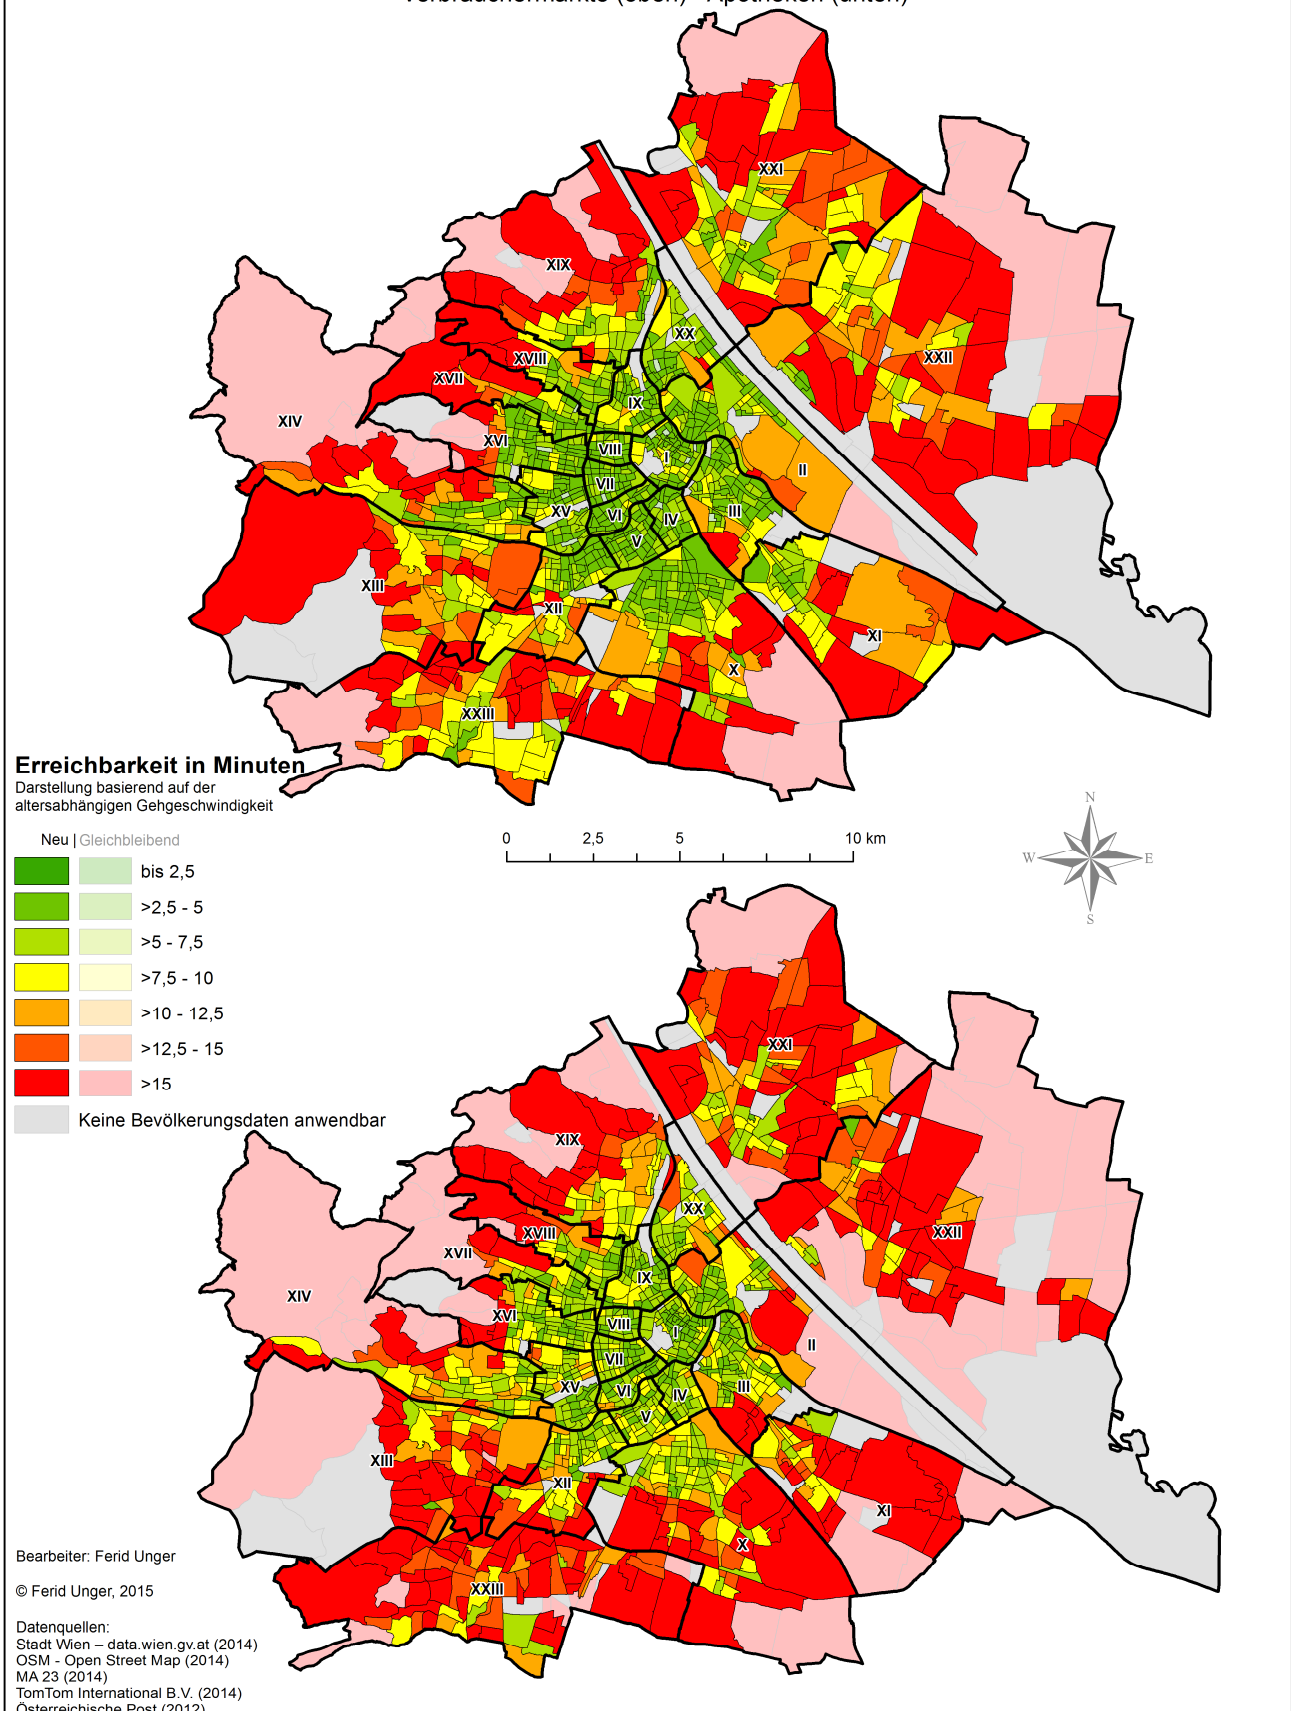 Verbrauchermärkte (oben) - Apotheken (unten)
XXI
XIX
XX
XXII
XVIII
XVII
IX
XIV
XVI
VIII
I
II
VII
XV
VI
IV
III
V
XIII
XII
XI
X
XXIII
Erreichbarkeit in Minuten
Darstellung basierend auf der
altersabhängigen Gehgeschwindigkeit
Neu | Gleichbleibend
bis 2,5
>2,5 - 5
>5 - 7,5
>7,5 - 10
>10 - 12,5
>12,5 - 15
>15
Keine Bevölkerungsdaten anwendbar
0 2,5 5 10 km
N
W E
S
XXI
XIX
XX
XXII
XVIII
XVII
IX
XIV
XVI
VIII
I
II
VII
XV
VI
IV
III
V
XIII
XII
XI
X
XXIII
Bearbeiter: Ferid Unger
© Ferid Unger, 2015
Datenquellen:
Stadt Wien – data.wien.gv.at (2014)
OSM - Open Street Map (2014)
MA 23 (2014)
TomTom International B.V. (2014)
Österreichische Post (2012)